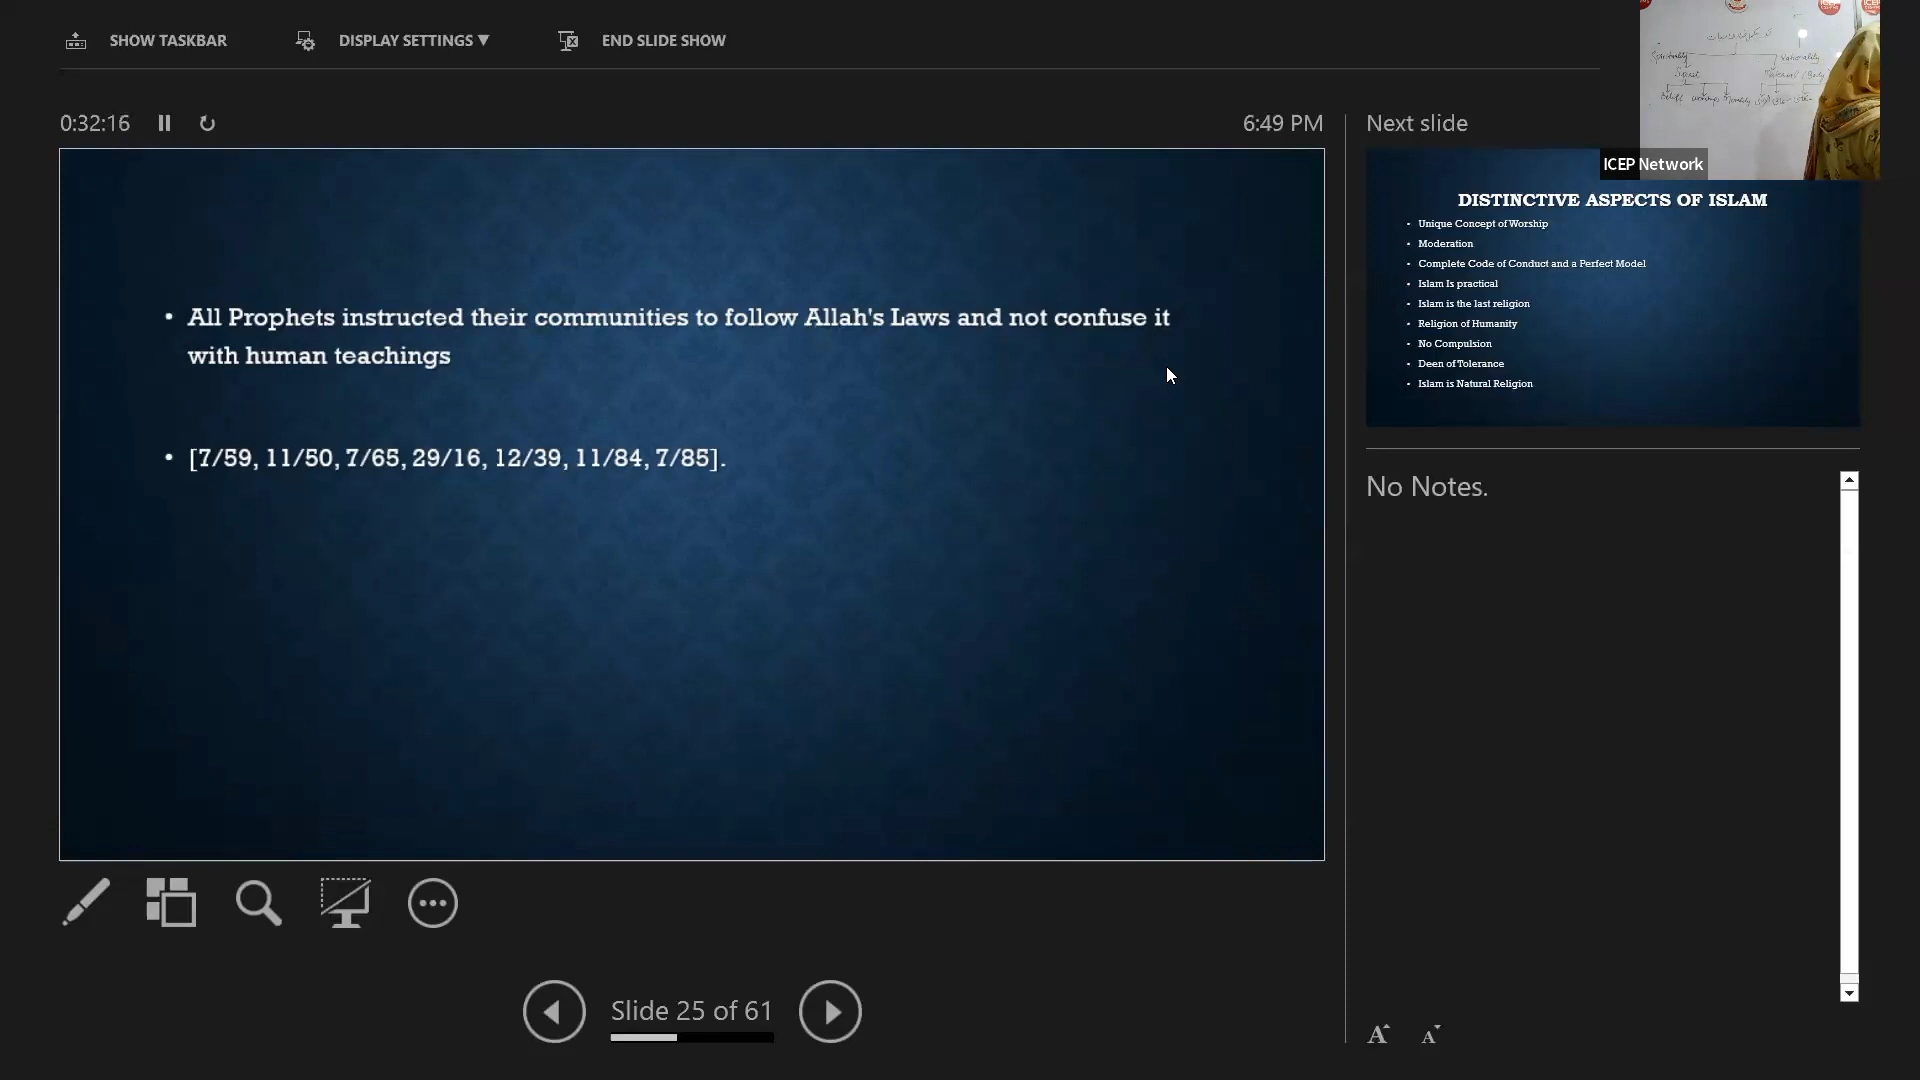 SHOW TASKBAR
DISPLAY SETTINGS ▼
END SLIDE SHOW
0:32:16
6:49 PM
• All Prophets instructed their communities to follow Allah's Laws and not confuse it
with human teachings
• [7/59, 11/50, 7/65, 29/16, 12/39, 11/84, 7/85].
Slide 25 of 61
Next slide
Spirituality
Rationality
Belief
ICEP Network
DISTINCTIVE ASPECTS OF ISLAM
• Unique Concept of Worship
• Moderation
• Complete Code of Conduct and a Perfect Model
• Islam Is practical
• Islam is the last religion
• Religion of Humanity
• No Compulsion
• Deen of Tolerance
• Islam is Natural Religion
No Notes.
A A